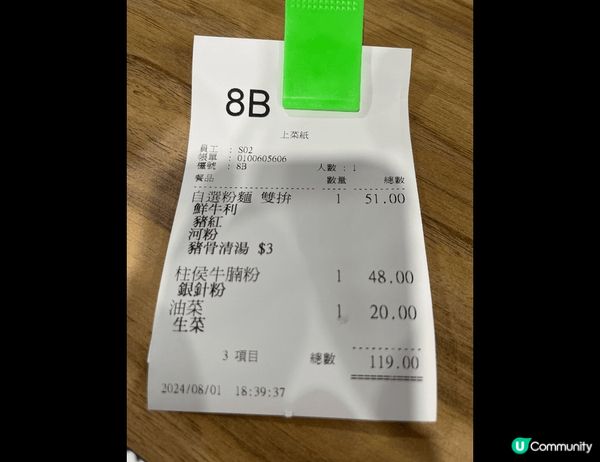 8B
上菜紙
員工 : S02
帳單 : 0100605606
檯號 : 8B 人數 : 1
餐品 數量 總數
自選粉麵 雙拚 1 51.00
鮮牛利
豬紅
河粉
豬骨清湯 $3
柱侯牛腩粉 1 48.00
銀針粉
油菜 1 20.00
生菜
3 項目 總數 119.00
2024/08/01 18:39:37
U Community